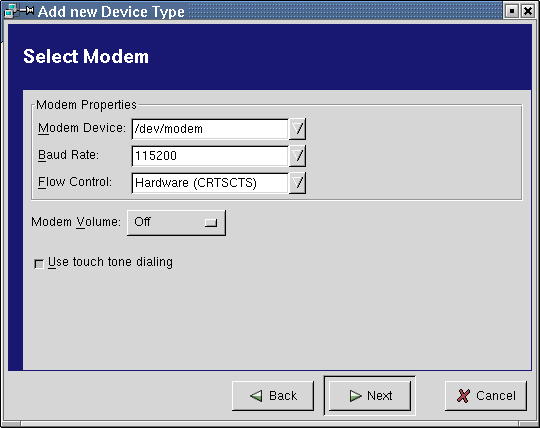 Add new Device Type
Select Modem
Modem Properties
Modem Device: /dev/modem
Baud Rate: 115200
Flow Control: Hardware (CRTSCTS)
Modem Volume: Off
Use touch tone dialing
Back Next Cancel